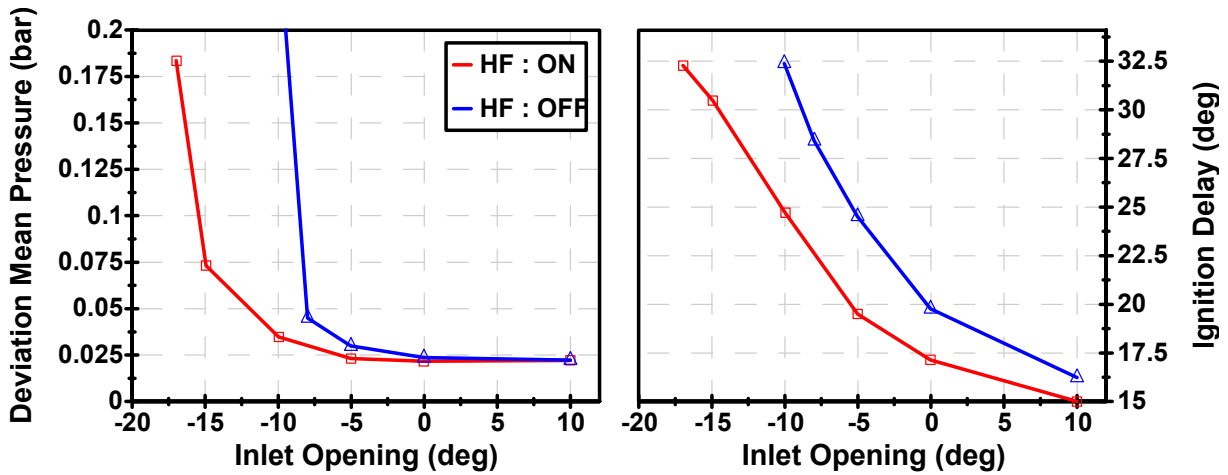 Deviation Mean Pressure (bar)
0.2
0.175
0.15
0.125
0.1
0.075
0.05
0.025
0
-20 -15 -10 -5 0 5 10
Inlet Opening (deg)
HF : ON
HF : OFF
-20 -15 -10 -5 0 5 10
Inlet Opening (deg)
32.5
30
27.5
25
22.5
20
17.5
15
Ignition Delay (deg)